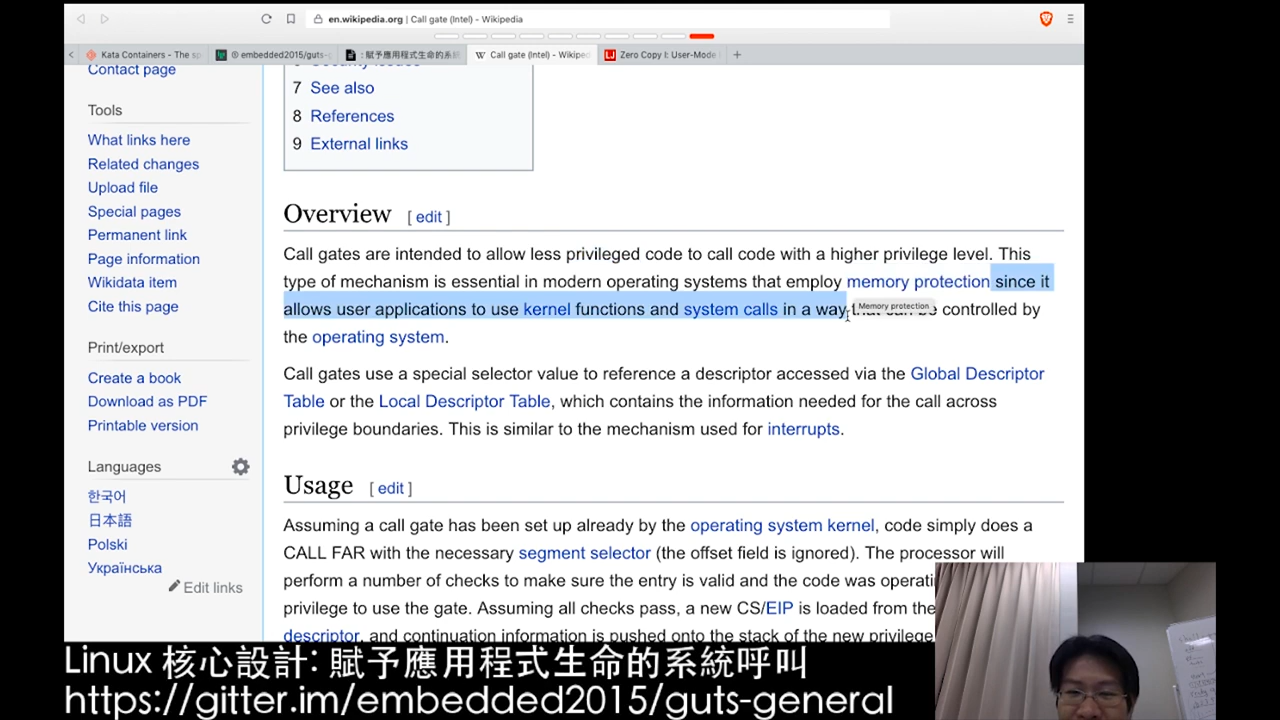 en.wikipedia.org | Call gate (Intel) - Wikipedia
Kata Containers - The sp
embedded2015/guts-g
: 賦予應用程式生命的系統
Call gate (Intel) - Wikiped
Zero Copy I: User-Mode
Contact page
Tools
What links here
Related changes
Upload file
Special pages
Permanent link
Page information
Wikidata item
Cite this page
Print/export
Create a book
Download as PDF
Printable version
Languages
한국어
日本語
Polski
Українська
Edit links
6 Security issues
7 See also
8 References
9 External links
Overview [ edit ]
Call gates are intended to allow less privileged code to call code with a higher privilege level. This
type of mechanism is essential in modern operating systems that employ memory protection since it
allows user applications to use kernel functions and system calls in a way that can be controlled by
Memory protection
the operating system.
Call gates use a special selector value to reference a descriptor accessed via the Global Descriptor
Table or the Local Descriptor Table, which contains the information needed for the call across
privilege boundaries. This is similar to the mechanism used for interrupts.
Usage [ edit ]
Assuming a call gate has been set up already by the operating system kernel, code simply does a
CALL FAR with the necessary segment selector (the offset field is ignored). The processor will
perform a number of checks to make sure the entry is valid and the code was operati
privilege to use the gate. Assuming all checks pass, a new CS/EIP is loaded from the
descriptor, and continuation information is pushed onto the stack of the new privilege
Linux 核心設計: 賦予應用程式生命的系統呼叫
https://gitter.im/embedded2015/guts-general